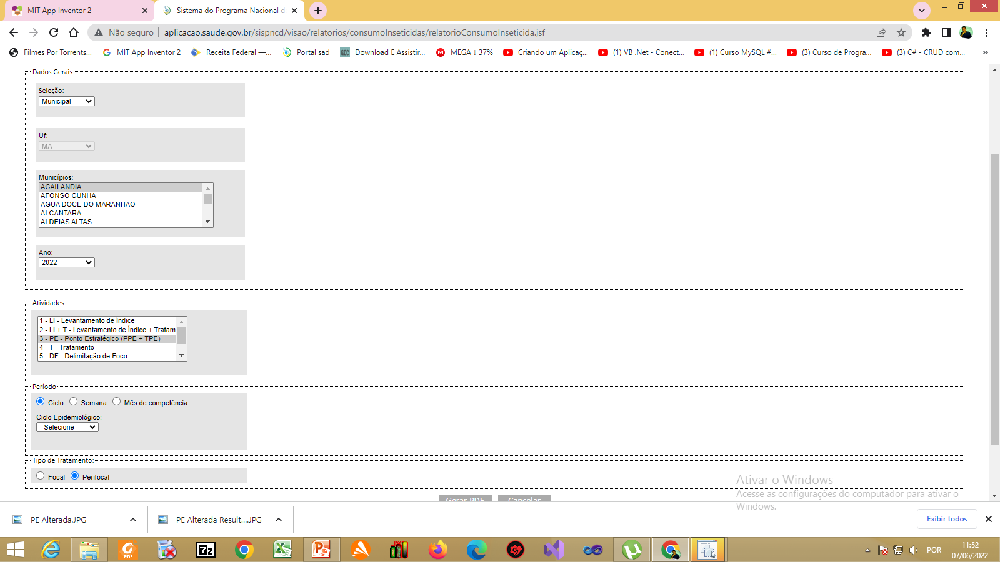 MIT App Inventor 2
Sistema do Programa Nacional d
Não seguro
aplicacao.saude.gov.br/sispncd/visao/relatorios/consumoInseticidas/relatorioConsumoInseticida.jsf
Filmes Por Torrents...
MIT App Inventor 2
Receita Federal —...
Portal sad
GCC
Download E Assistir...
MEGA ↓ 37%
Criando um Aplicaç...
(1) VB .Net - Conect...
(1) Curso MySQL #...
(3) Curso de Progra...
(3) C# - CRUD com...
»
Dados Gerais
Seleção:
Municipal
Uf:
MA
Municípios:
ACAILANDIA
AFONSO CUNHA
AGUA DOCE DO MARANHAO
ALCANTARA
ALDEIAS ALTAS
Ano:
2022
Atividades
1 - LI - Levantamento de Índice
2 - LI + T - Levantamento de Índice + Tratam
3 - PE - Ponto Estratégico (PPE + TPE)
4 - T - Tratamento
5 - DF - Delimitação de Foco
Período
Ciclo Semana Mês de competência
Ciclo Epidemiológico:
--Selecione--
Tipo de Tratamento:
Focal Perifocal
Gerar PDF Cancelar
Ativar o Windows
Acesse as configurações do computador para ativar o
Windows.
PE Alterada.JPG
PE Alterada Result....JPG
Exibir todos
PDF
7z
POR
11:52
07/06/2022